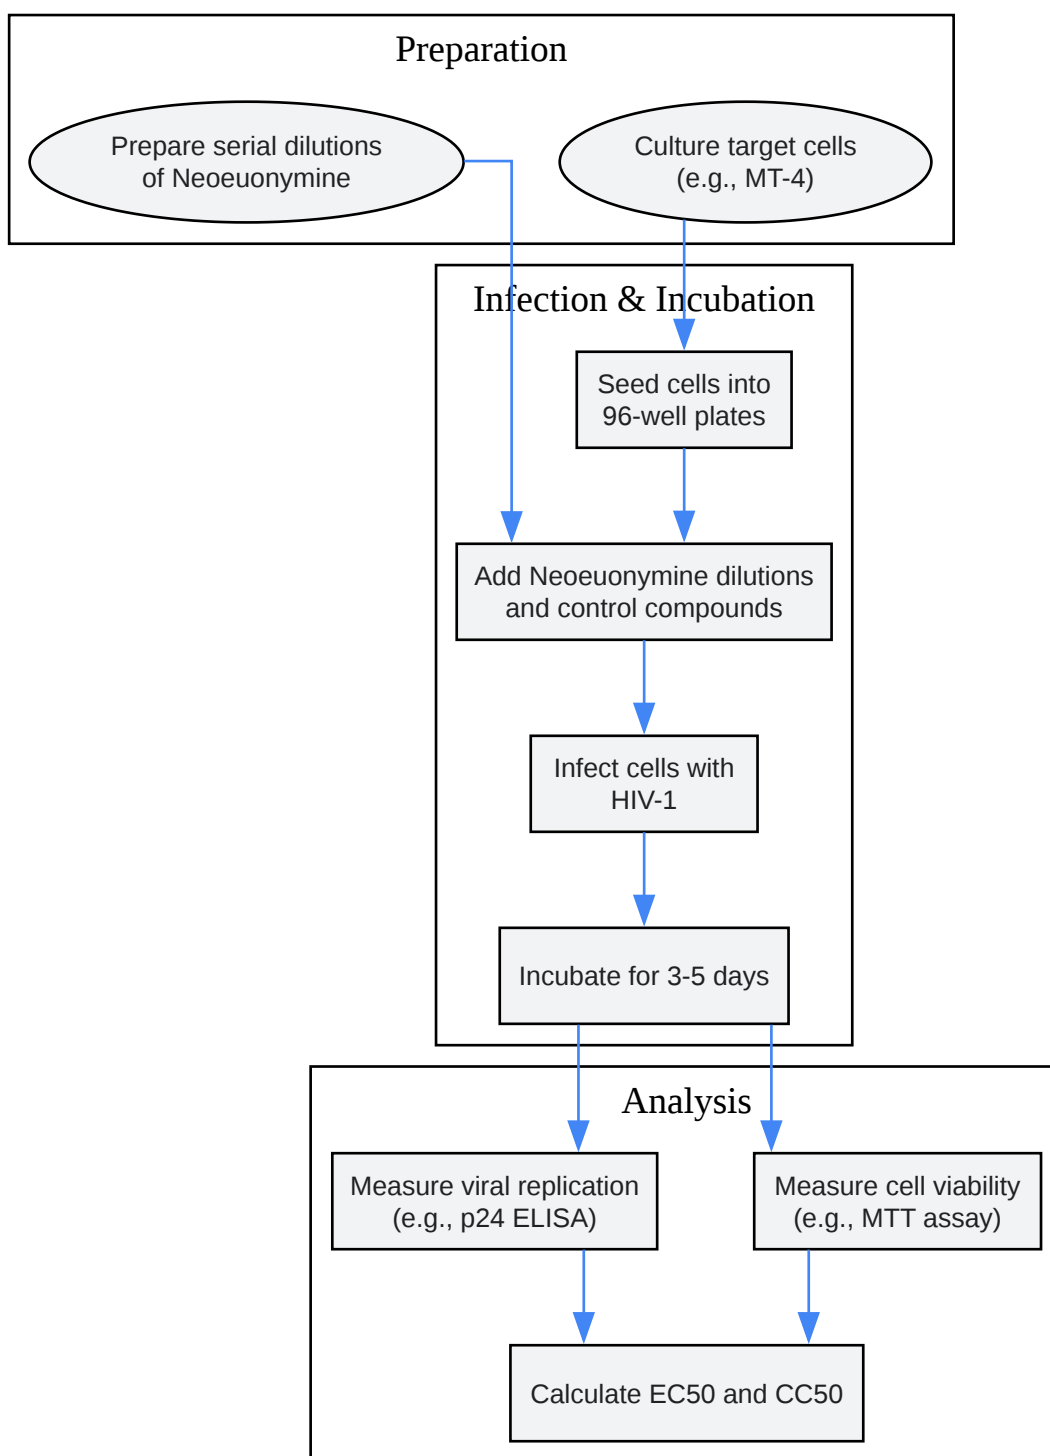 Preparation
Prepare serial dilutions
of Neoeuonymine
Culture target cells
(e.g., MT-4)
Infection & Incubation
Seed cells into
96-well plates
Add Neoeuonymine dilutions
and control compounds
Infect cells with
HIV-1
Incubate for 3-5 days
Analysis
Measure viral replication
(e.g., p24 ELISA)
Measure cell viability
(e.g., MTT assay)
Calculate EC50 and CC50